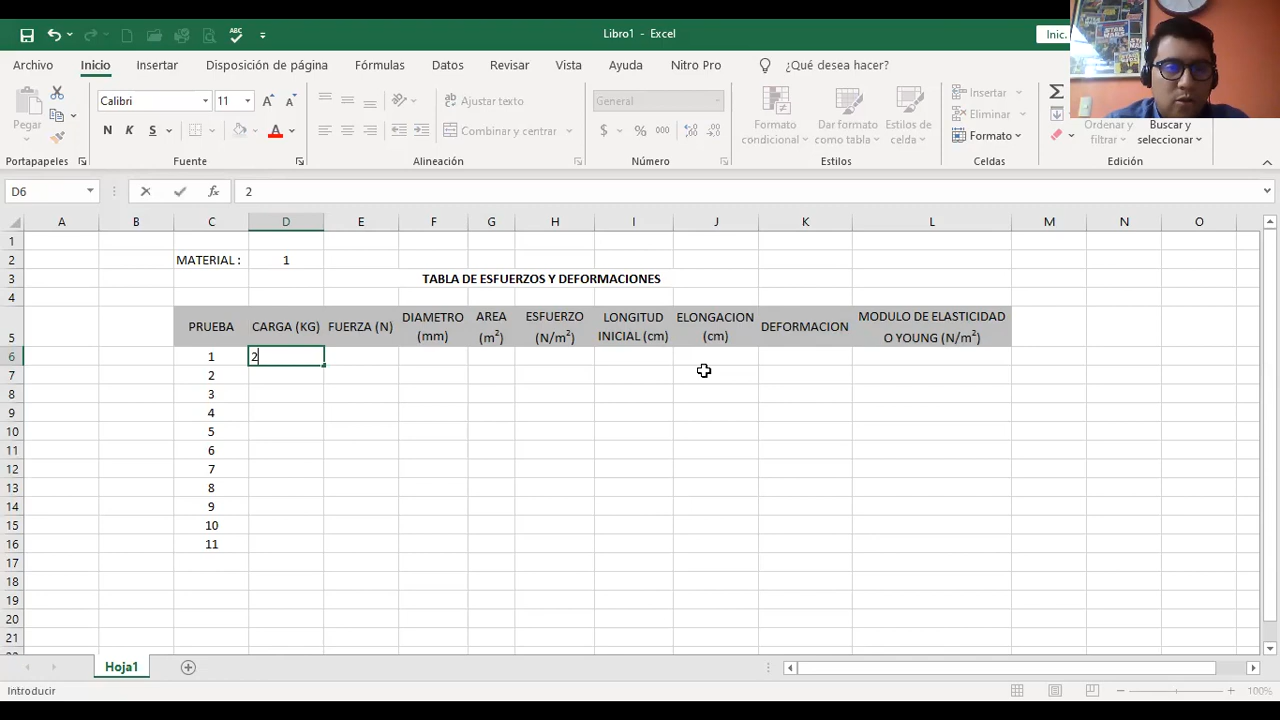 Libro1 - Excel
Inic.
Archivo Inicio Insertar Disposición de página Fórmulas Datos Revisar Vista Ayuda Nitro Pro ¿Qué desea hacer?
Pegar
Calibri 11
N K S
Ajustar texto
Combinar y centrar
General
$ % 000
Formato condicional
Dar formato como tabla
Estilos de celda
Insertar
Eliminar
Formato
Ordenar y filtrar
Buscar y seleccionar
Portapapeles Fuente Alineación Número Estilos Celdas Edición
D6 fx 2
A B C D E F G H I J K L M N O
1
2 MATERIAL : 1
3 TABLA DE ESFUERZOS Y DEFORMACIONES
4
5 PRUEBA CARGA (KG) FUERZA (N) DIAMETRO (mm) AREA (m²) ESFUERZO (N/m²) LONGITUD INICIAL (cm) ELONGACION (cm) DEFORMACION MODULO DE ELASTICIDAD O YOUNG (N/m²)
6 1 2
7 2
8 3
9 4
10 5
11 6
12 7
13 8
14 9
15 10
16 11
17
18
19
20
21
Hoja1
Introducir 100%